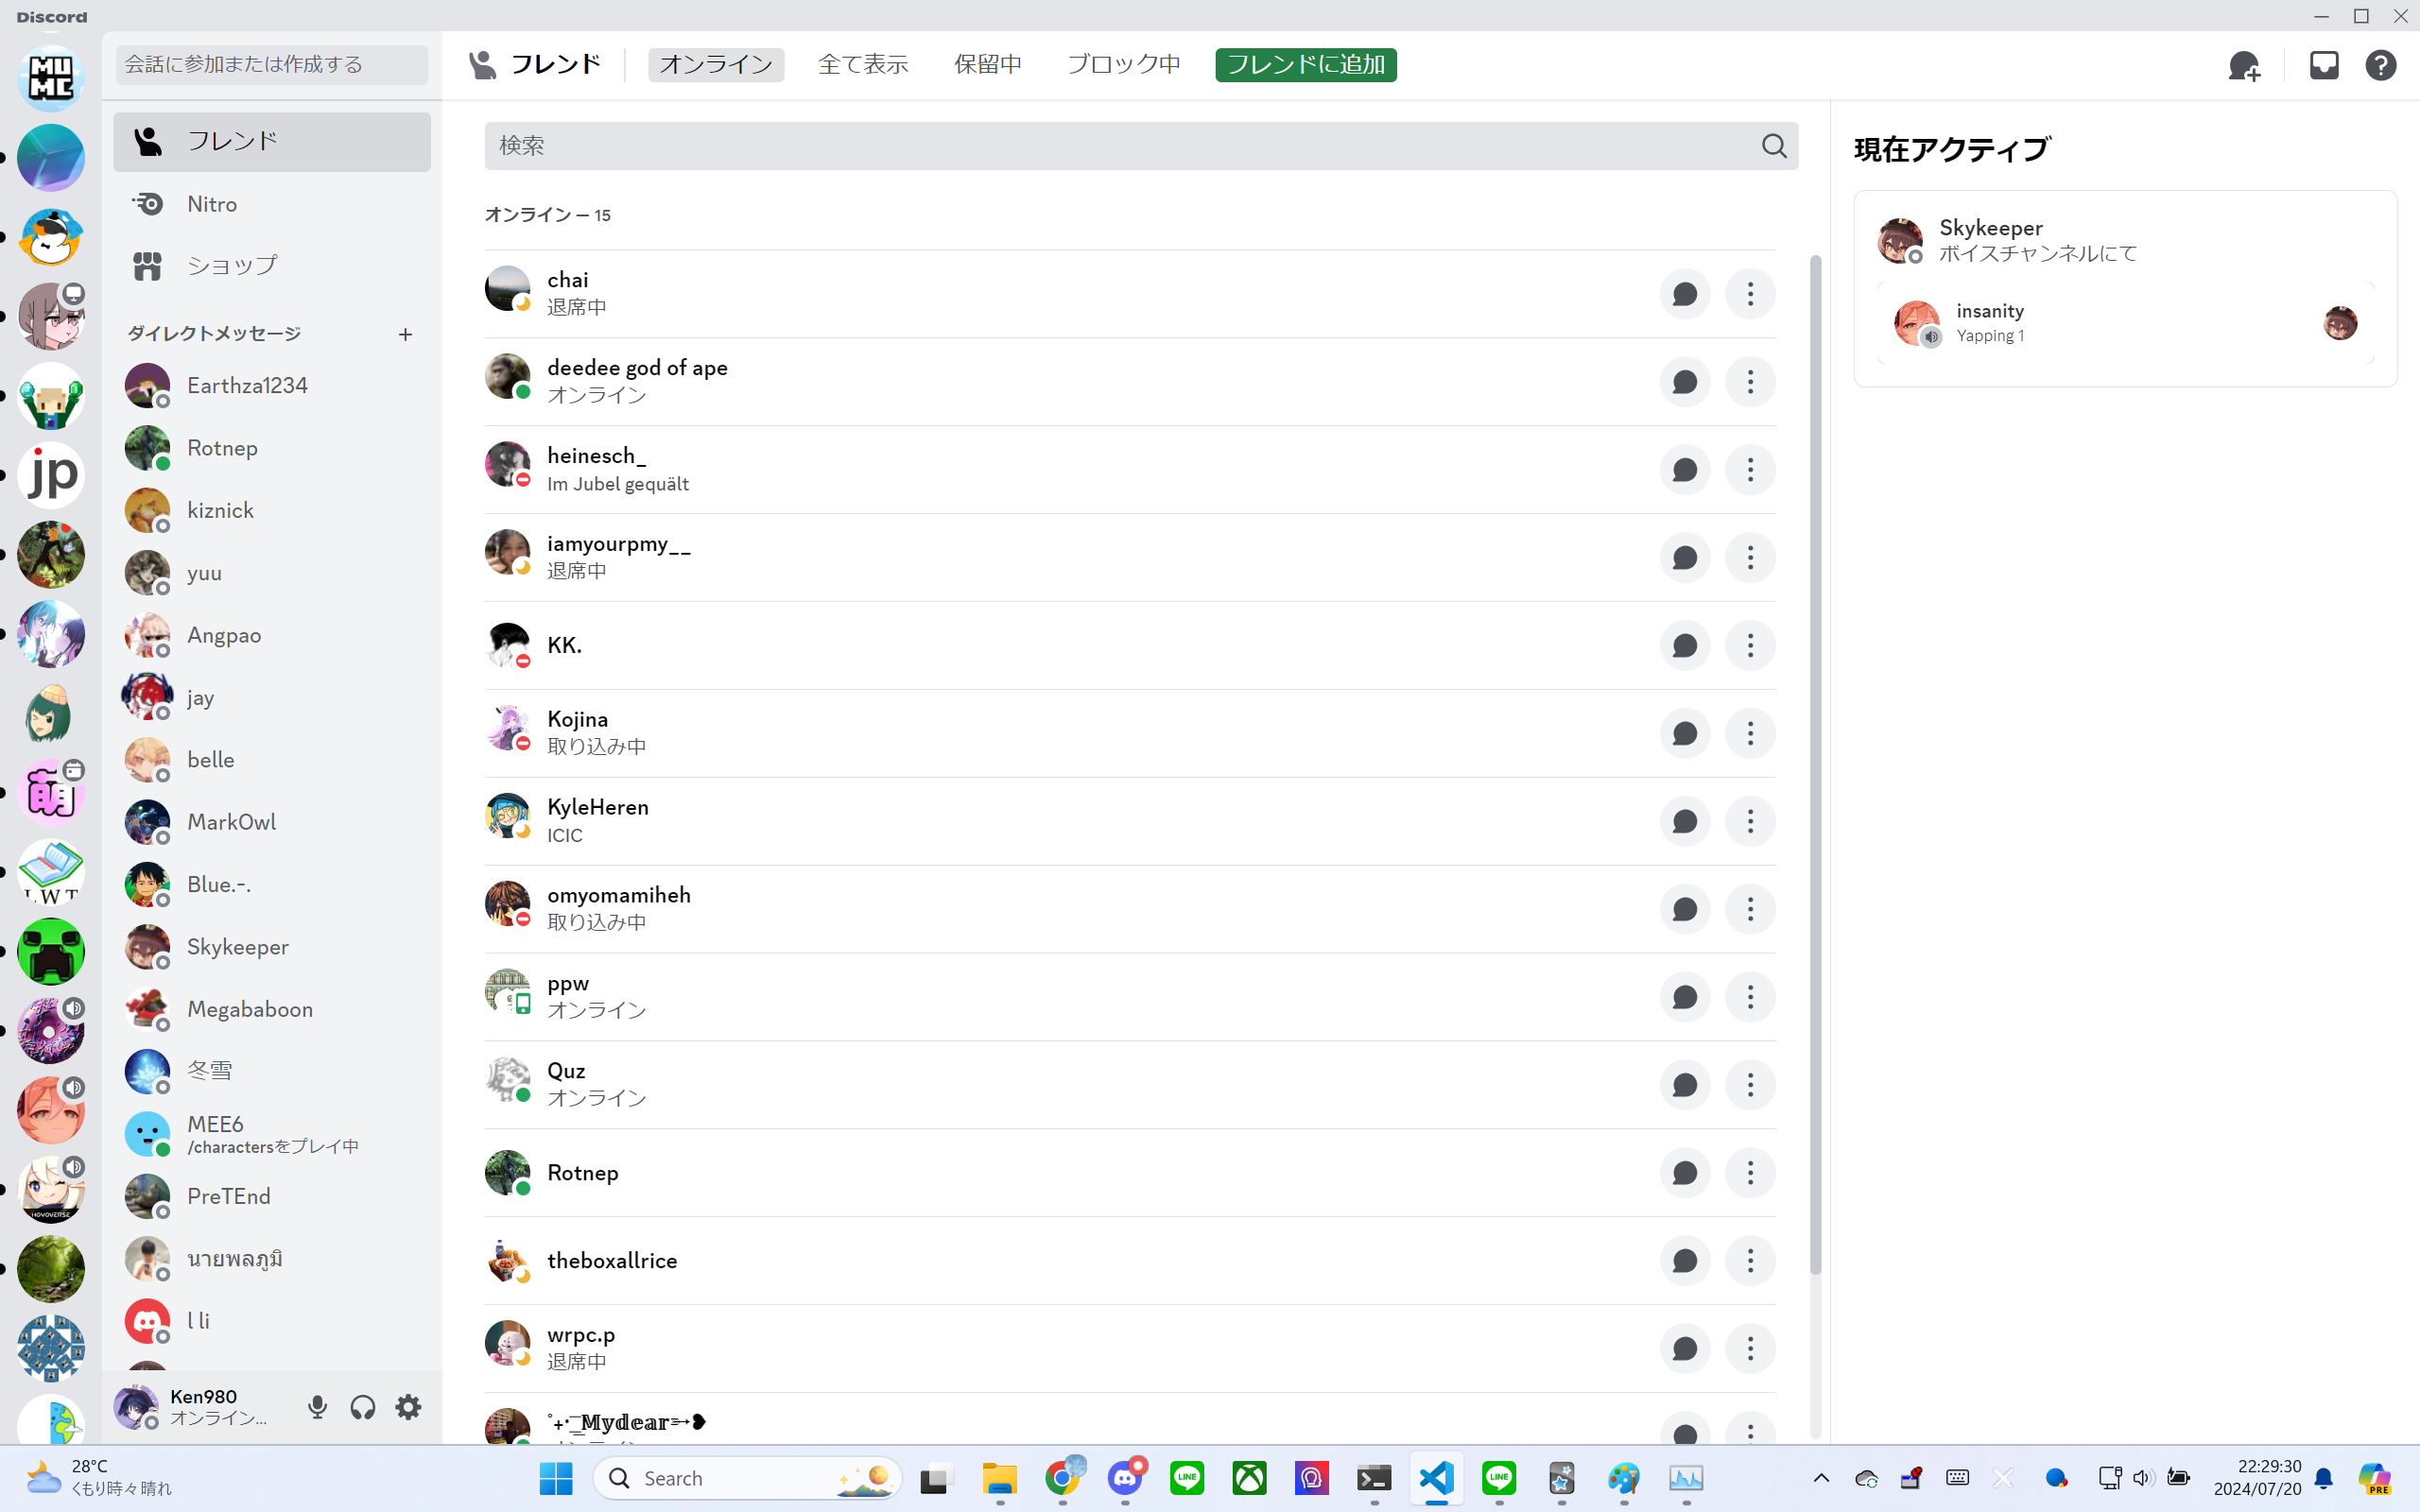 Discord
MU
MC
jp
萌
LWT
HOYOVERSE
会話に参加または作成する
フレンド
Nitro
ショップ
ダイレクトメッセージ
Earthza1234
Rotnep
kiznick
yuu
Angpao
jay
belle
MarkOwl
Blue.-.
Skykeeper
Megababoon
冬雪
MEE6
/charactersをプレイ中
PreTEnd
นายพลภูมิ
l li
Ken980
オンライン...
フレンド
オンライン
全て表示
保留中
ブロック中
フレンドに追加
検索
オンライン — 15
chai
退席中
deedee god of ape
オンライン
heinesch_
Im Jubel gequält
iamyourpmy__
退席中
KK.
Kojina
取り込み中
KyleHeren
ICIC
omyomamiheh
取り込み中
ppw
オンライン
Quz
オンライン
Rotnep
theboxallrice
wrpc.p
退席中
𝕄𝕪𝕕𝕖𝕒𝕣➵❥
現在アクティブ
Skykeeper
ボイスチャンネルにて
insanity
Yapping 1
28°C
くもり時々晴れ
Search
LINE
LINE
22:29:30
2024/07/20
PRE